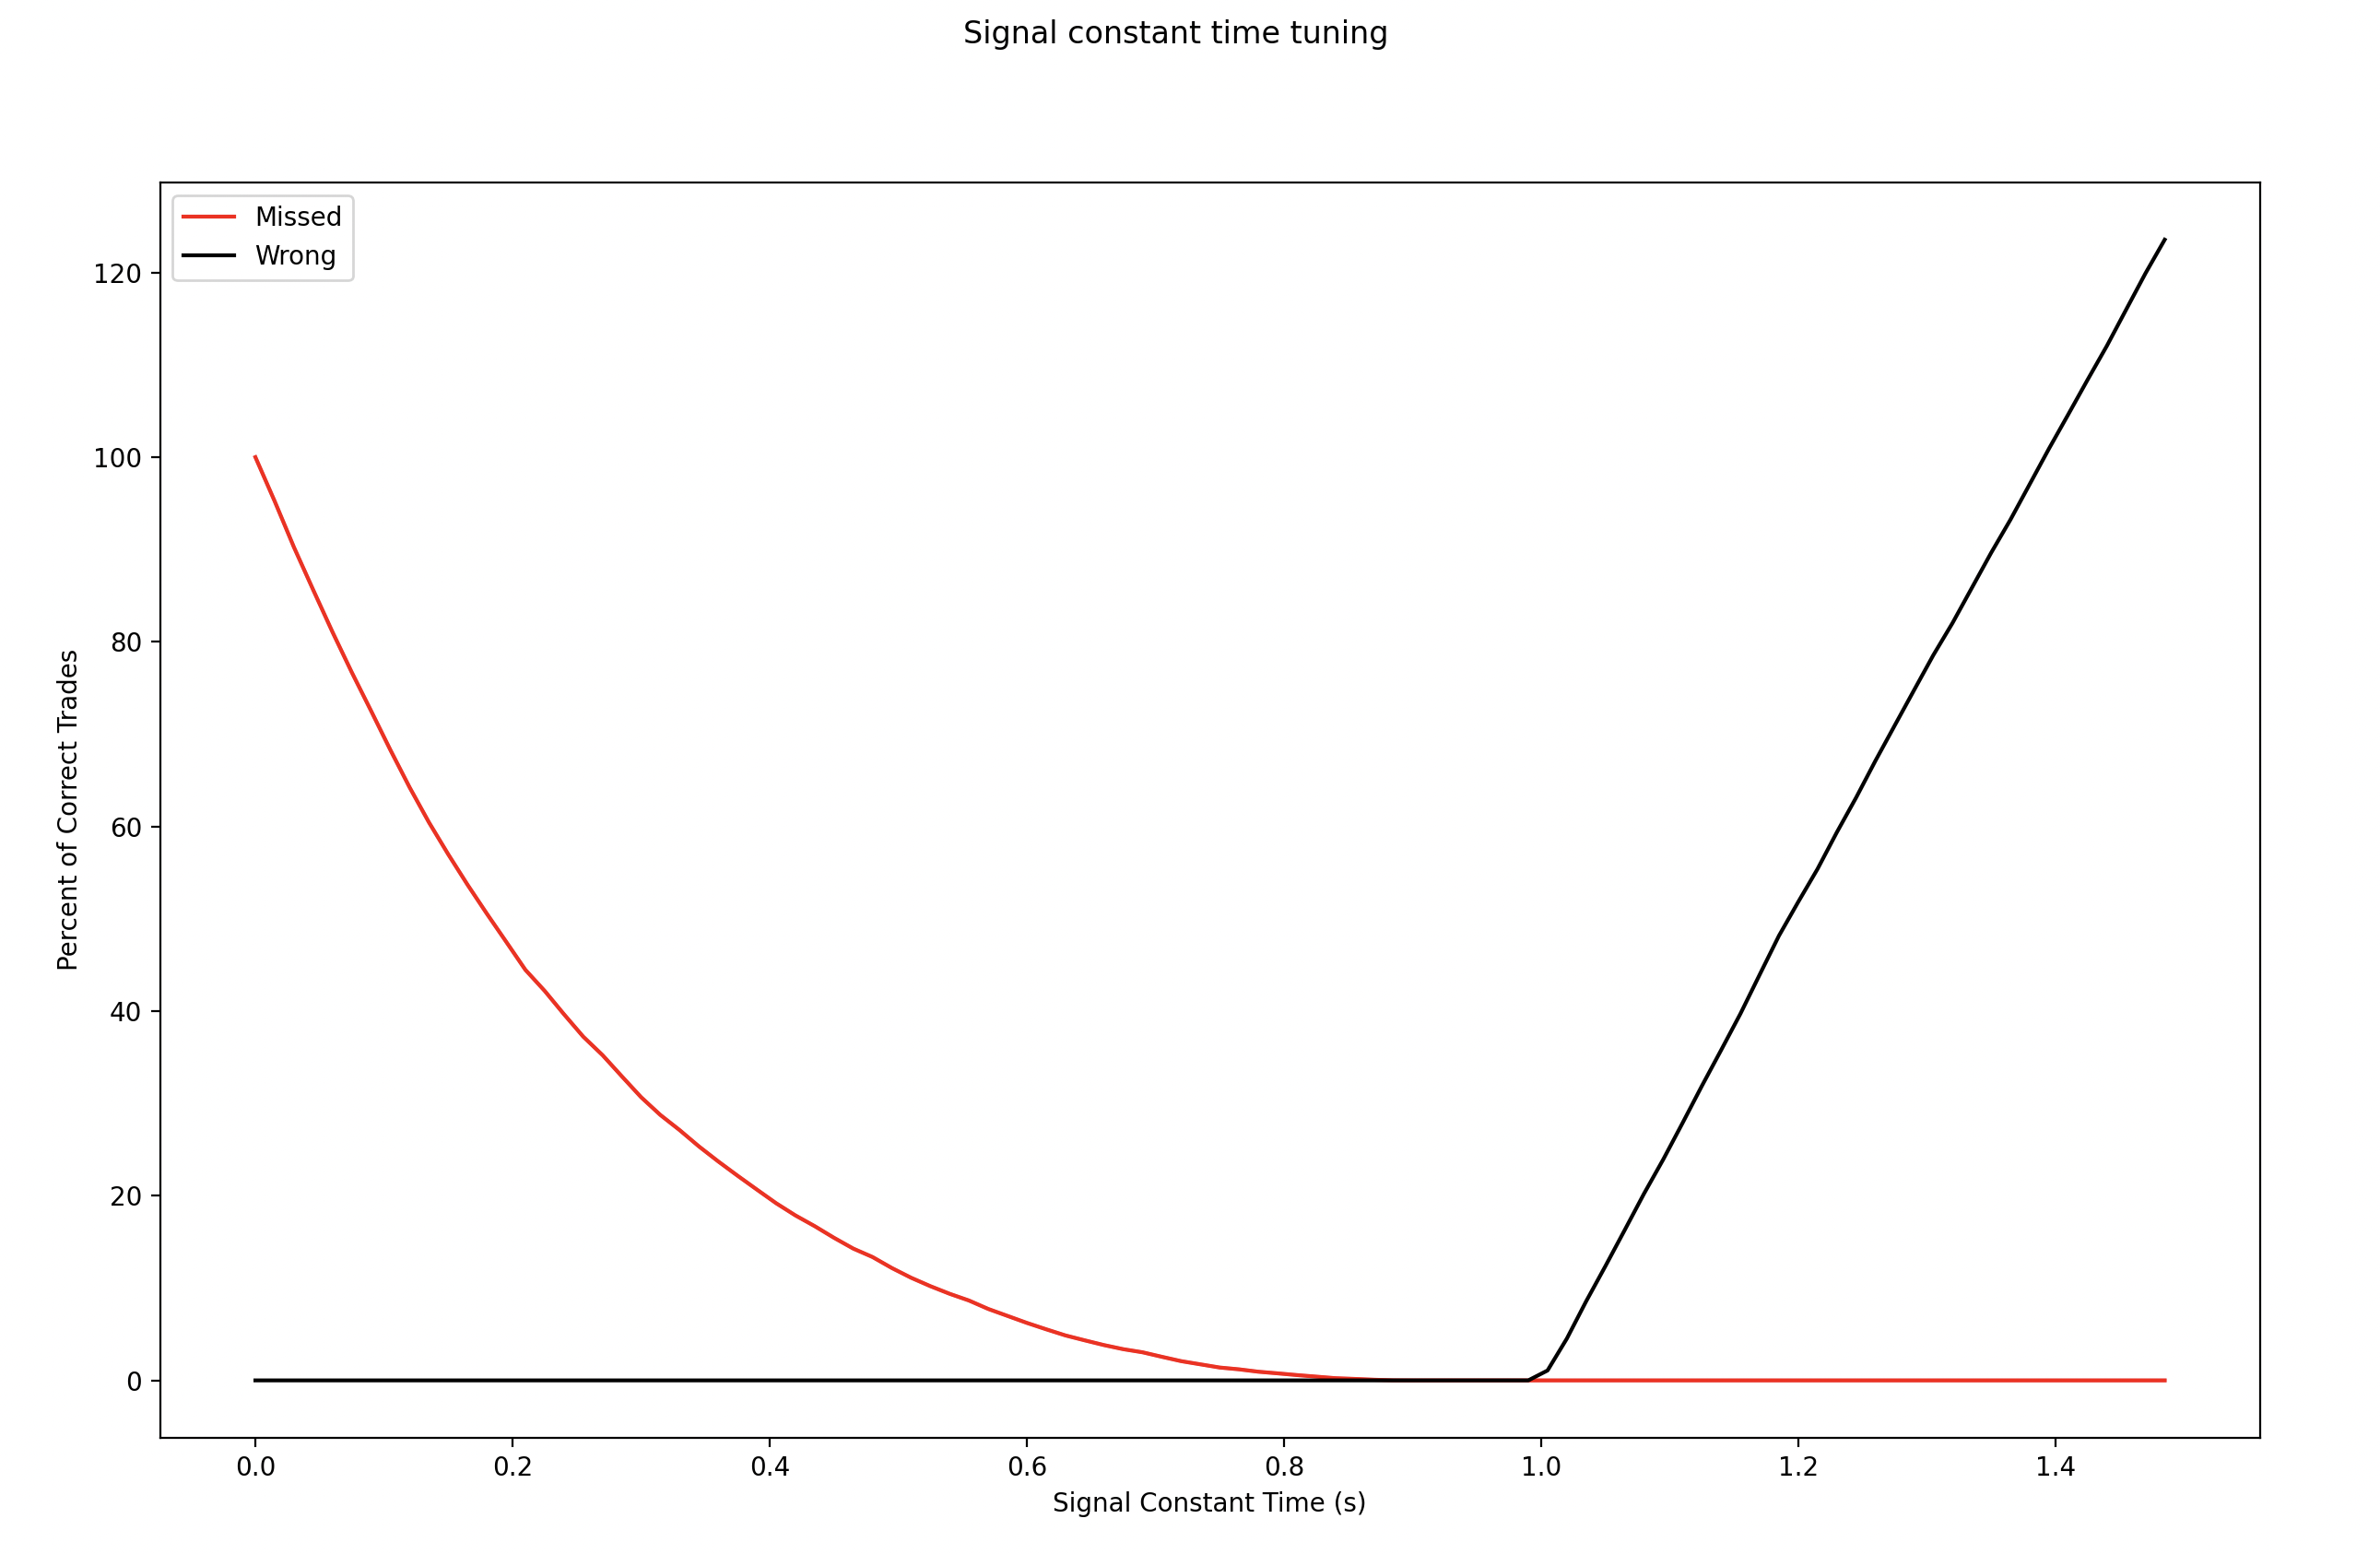 Signal constant time tuning
Missed
Wrong
120
100
80
60
40
20
0
Percent of Correct Trades
0.0 0.2 0.4 0.6 0.8 1.0 1.2 1.4
Signal Constant Time (s)